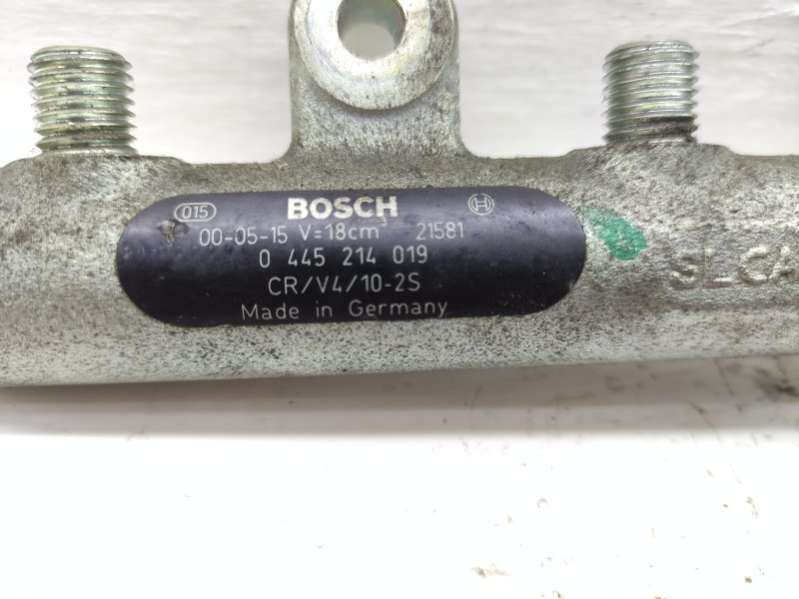 015 BOSCH
00-05-15 V=18cm³ 21581
0 445 214 019
CR/V4/10-2S
Made in Germany